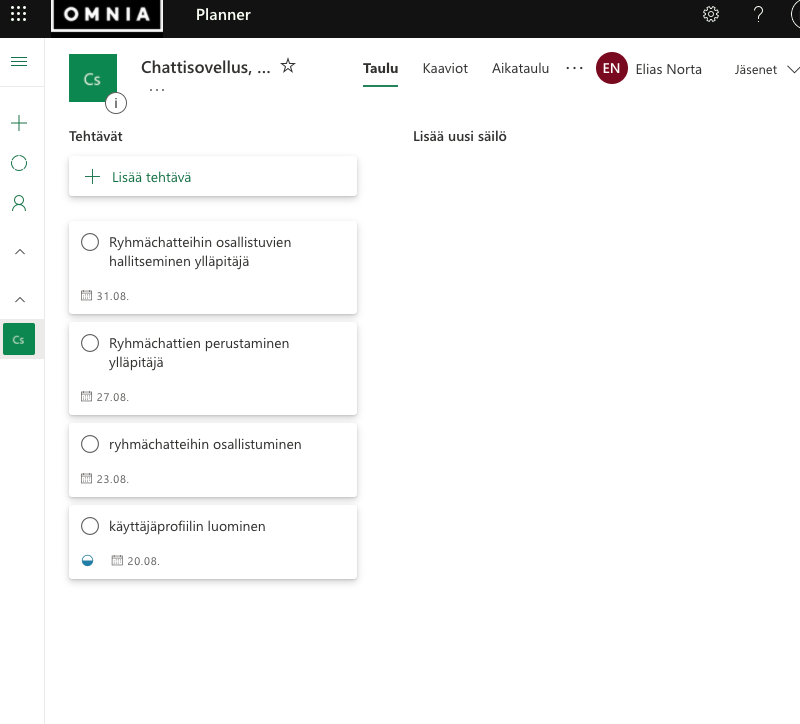 OMNIA
Planner
?
Cs
Chattisovellus, ...
...
i
Taulu
Kaaviot
Aikataulu
...
EN
Elias Norta
Jäsenet
Tehtävät
Lisää uusi säilö
Lisää tehtävä
Ryhmächatteihin osallistuvien
hallitseminen ylläpitäjä
31.08.
Ryhmächattien perustaminen
ylläpitäjä
27.08.
ryhmächatteihin osallistuminen
23.08.
käyttäjäprofiilin luominen
20.08.
Cs